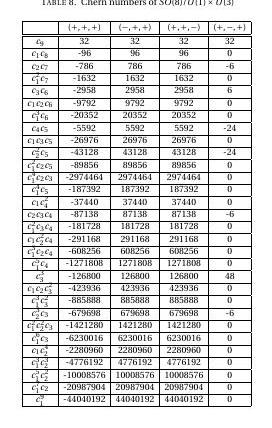 TABLE 8. Chern numbers of SO(8)/U(1) × U(3)
(+,+,+) (-,+,+) (+,+,-) (+,-,+)
c_9 32 32 32 32
c_1c_8 -96 96 96 0
c_2c_7 -786 786 786 -6
c_1^2c_7 -1632 1632 1632 0
c_3c_6 -2958 2958 2958 6
c_1c_2c_6 -9792 9792 9792 0
c_1^3c_6 -20352 20352 20352 0
c_4c_5 -5592 5592 5592 -24
c_1c_3c_5 -26976 26976 26976 0
c_2^2c_5 -43128 43128 43128 -24
c_1^2c_2c_5 -89856 89856 89856 0
c_1^4c_2c_3 -2974464 2974464 2974464 0
c_1^4c_5 -187392 187392 187392 0
c_1c_4^2 -37440 37440 37440 0
c_2c_3c_4 -87138 87138 87138 -6
c_1^2c_3c_4 -181728 181728 181728 0
c_1c_2^2c_4 -291168 291168 291168 0
c_1^3c_2c_4 -608256 608256 608256 0
c_1^5c_4 -1271808 1271808 1271808 0
c_3^3 -126800 126800 126800 48
c_1c_2c_3^2 -423936 423936 423936 0
c_1^3c_3^2 -885888 885888 885888 0
c_2^3c_3 -679698 679698 679698 -6
c_1^2c_2^2c_3 -1421280 1421280 1421280 0
c_1^6c_3 -6230016 6230016 6230016 0
c_1c_2^4 -2280960 2280960 2280960 0
c_1^3c_2^3 -4776192 4776192 4776192 0
c_1^5c_2^2 -10008576 10008576 10008576 0
c_1^7c_2 -20987904 20987904 20987904 0
c_1^9 -44040192 44040192 44040192 0